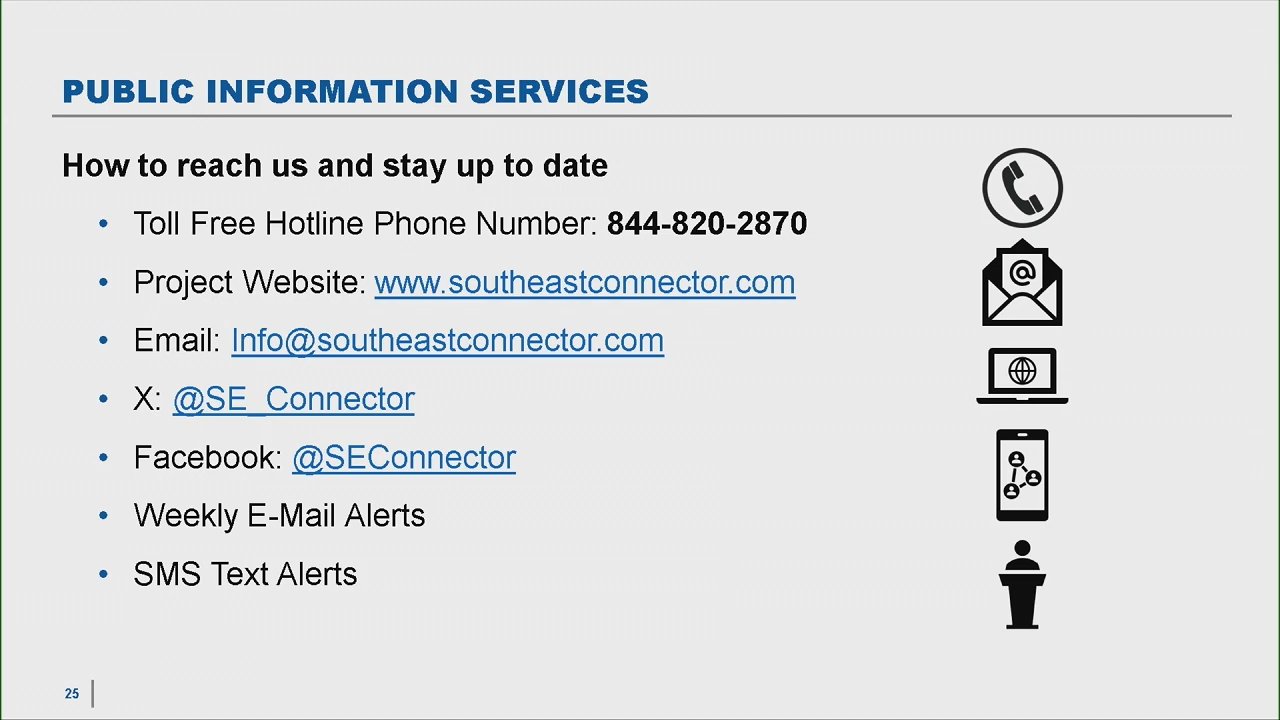 PUBLIC INFORMATION SERVICES
How to reach us and stay up to date
• Toll Free Hotline Phone Number: 844-820-2870
• Project Website: www.southeastconnector.com
• Email: Info@southeastconnector.com
• X: @SE_Connector
• Facebook: @SEConnector
• Weekly E-Mail Alerts
• SMS Text Alerts
@
25